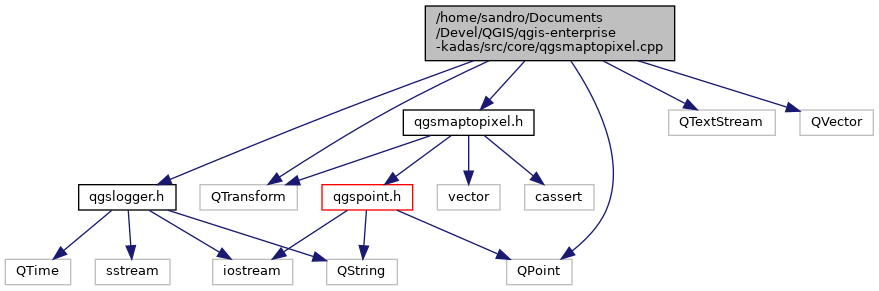 /home/sandro/Documents
/Devel/QGIS/qgis-enterprise
-kadas/src/core/qgsmaptopixel.cpp
qgsmaptopixel.h
QTextStream
QVector
qgslogger.h
QTransform
qgspoint.h
vector
cassert
QTime
sstream
iostream
QString
QPoint